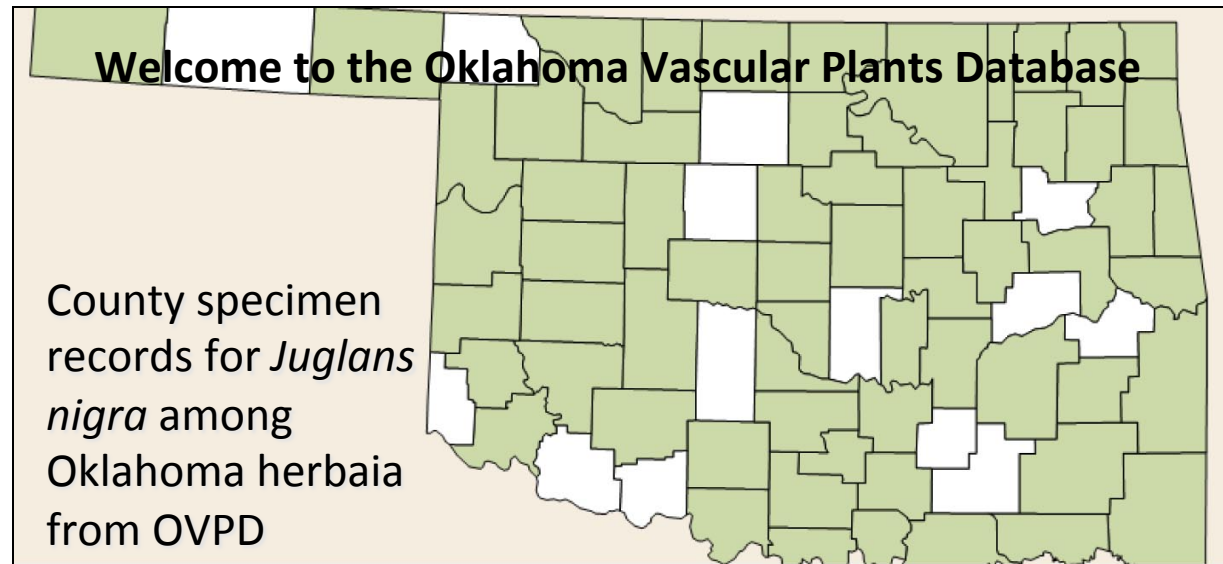 Welcome to the Oklahoma Vascular Plants Database
County specimen
records for Juglans
nigra among
Oklahoma herbaia
from OVPD